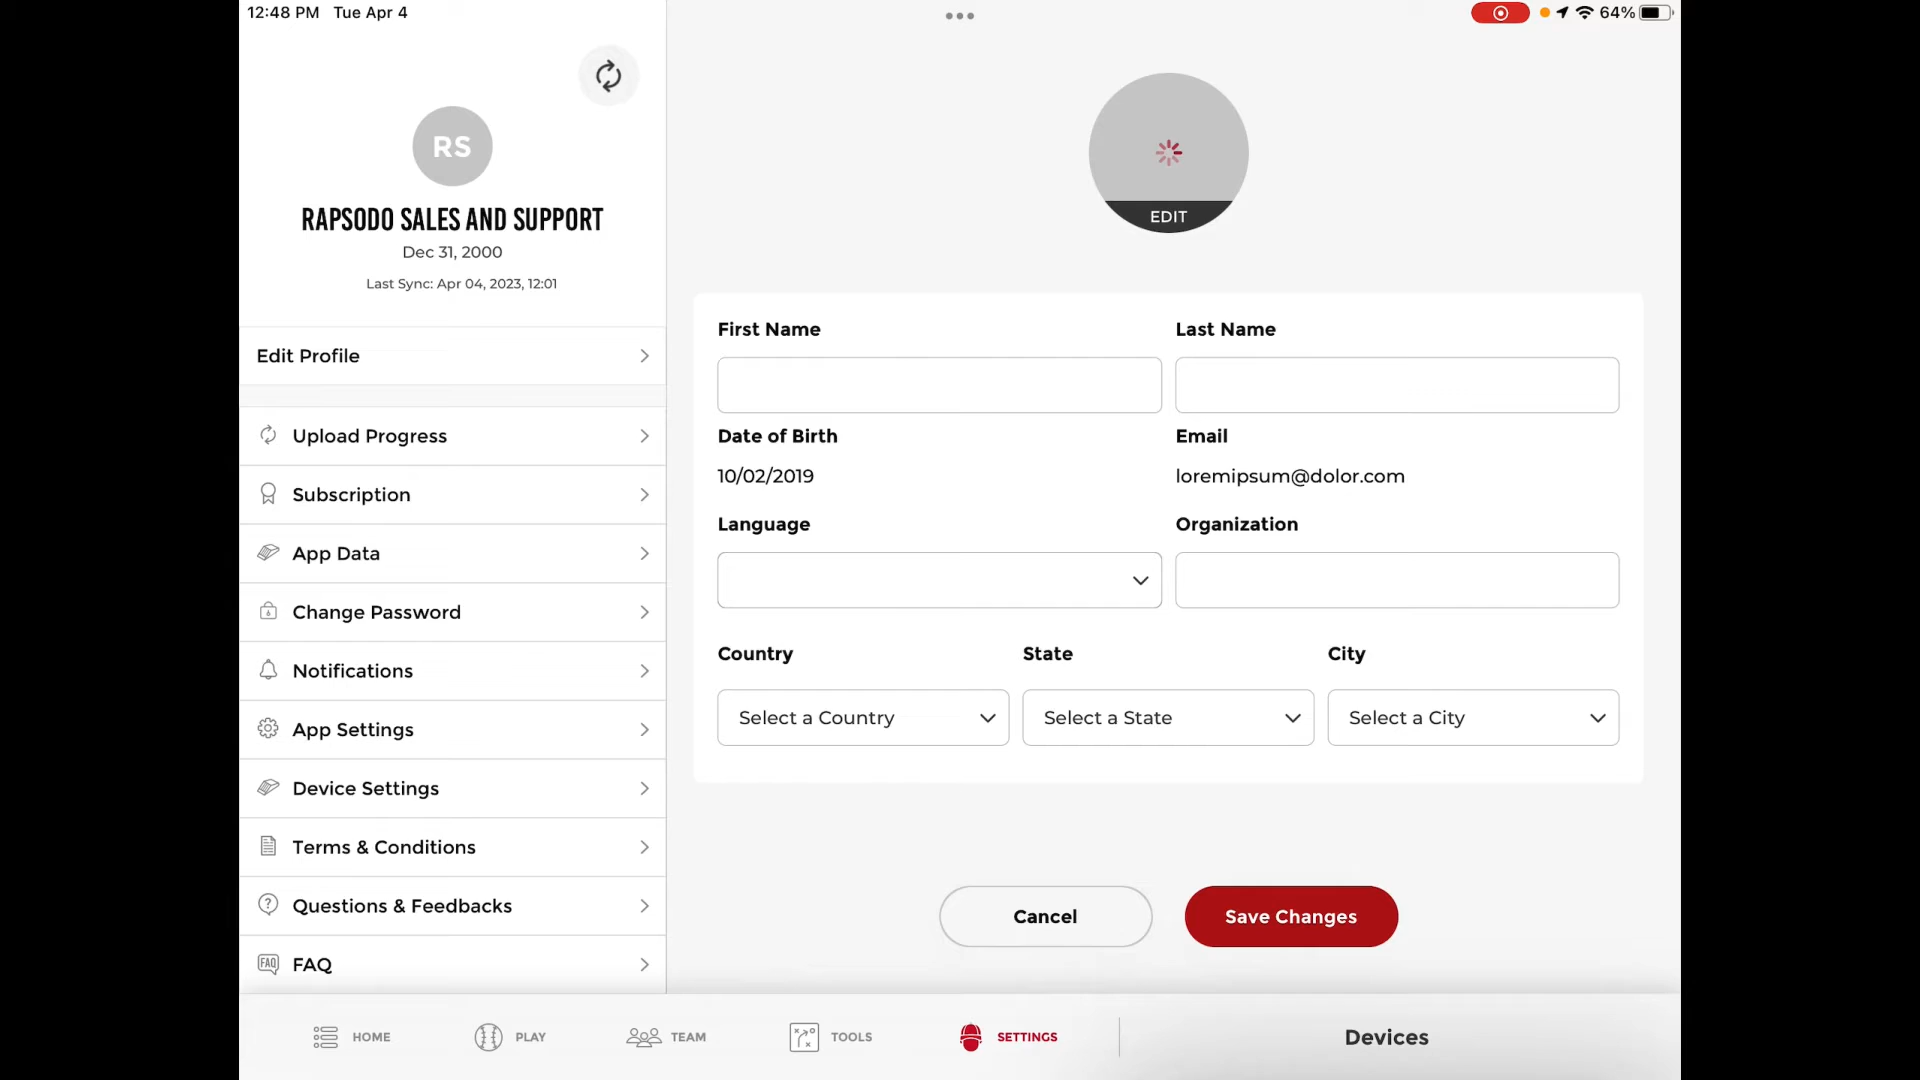 12:48 PM Tue Apr 4
64%
RS
RAPSODO SALES AND SUPPORT
Dec 31, 2000
Last Sync: Apr 04, 2023, 12:01
Edit Profile
Upload Progress
Subscription
App Data
Change Password
Notifications
App Settings
Device Settings
Terms & Conditions
Questions & Feedbacks
FAQ
FAQ
EDIT
First Name
Last Name
Date of Birth
Email
10/02/2019
loremipsum@dolor.com
Language
Organization
Country
State
City
Select a Country
Select a State
Select a City
Cancel
Save Changes
HOME
PLAY
TEAM
TOOLS
SETTINGS
Devices